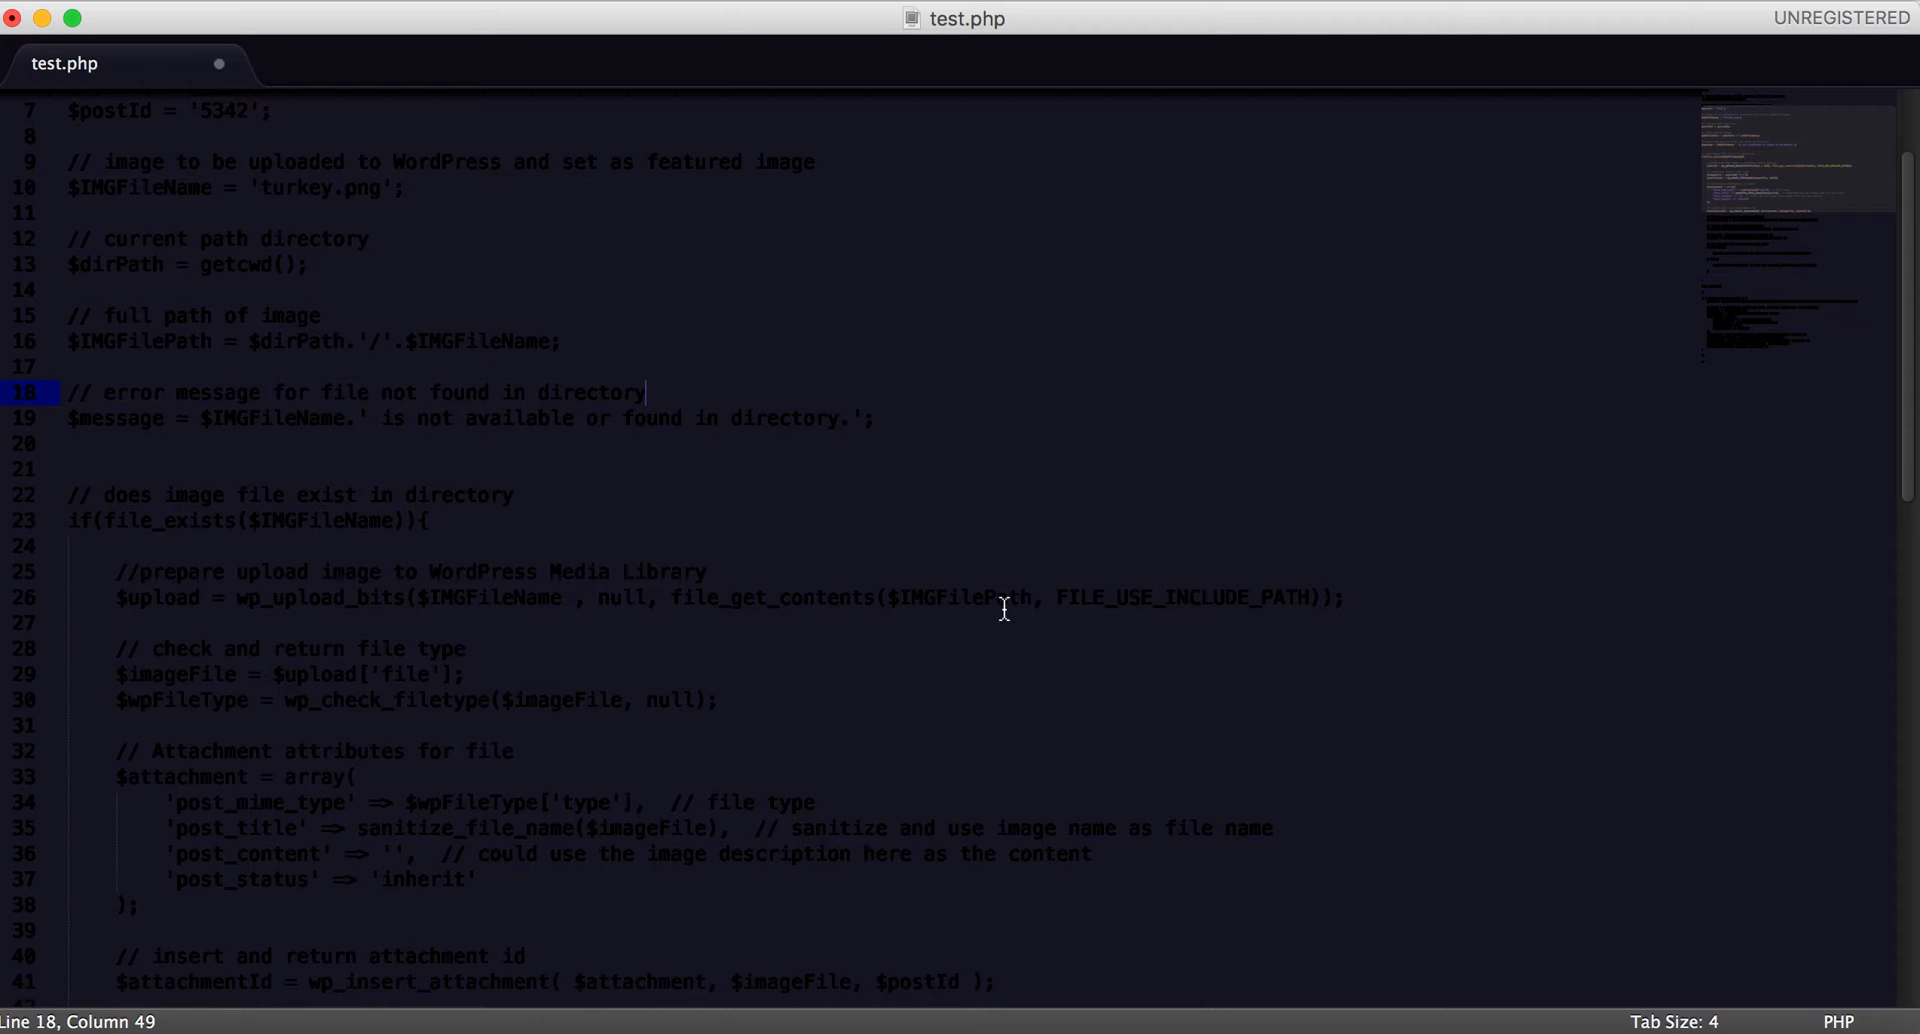 test.php
UNREGISTERED
test.php
7 $postId = '5342';
8
9 // image to be uploaded to WordPress and set as featured image
10 $IMGFileName = 'turkey.png';
11
12 // current path directory
13 $dirPath = getcwd();
14
15 // full path of image
16 $IMGFilePath = $dirPath.'/'.$IMGFileName;
17
18 // error message for file not found in directory
19 $message = $IMGFileName.' is not available or found in directory.';
20
21
22 // does image file exist in directory
23 if(file_exists($IMGFileName)){
24
25 //prepare upload image to WordPress Media Library
26 $upload = wp_upload_bits($IMGFileName , null, file_get_contents($IMGFilePath, FILE_USE_INCLUDE_PATH));
27
28 // check and return file type
29 $imageFile = $upload['file'];
30 $wpFileType = wp_check_filetype($imageFile, null);
31
32 // Attachment attributes for file
33 $attachment = array(
34 'post_mime_type' => $wpFileType['type'], // file type
35 'post_title' => sanitize_file_name($imageFile), // sanitize and use image name as file name
36 'post_content' => '', // could use the image description here as the content
37 'post_status' => 'inherit'
38 );
39
40 // insert and return attachment id
41 $attachmentId = wp_insert_attachment( $attachment, $imageFile, $postId );
Line 18, Column 49
Tab Size: 4
PHP